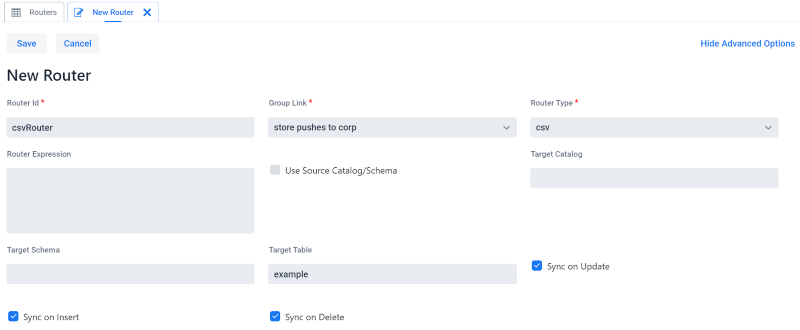 Routers
New Router
Save
Cancel
Hide Advanced Options
New Router
Router Id *
Group Link *
Router Type *
csvRouter
store pushes to corp
csv
Router Expression
Use Source Catalog/Schema
Target Catalog
Target Schema
Target Table
example
Sync on Update
Sync on Insert
Sync on Delete